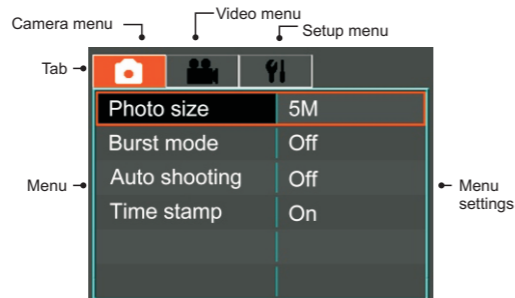 Camera menu
Video menu
Setup menu
Tab
Photo size 5M
Burst mode Off
Auto shooting Off
Time stamp On
Menu
Menu settings